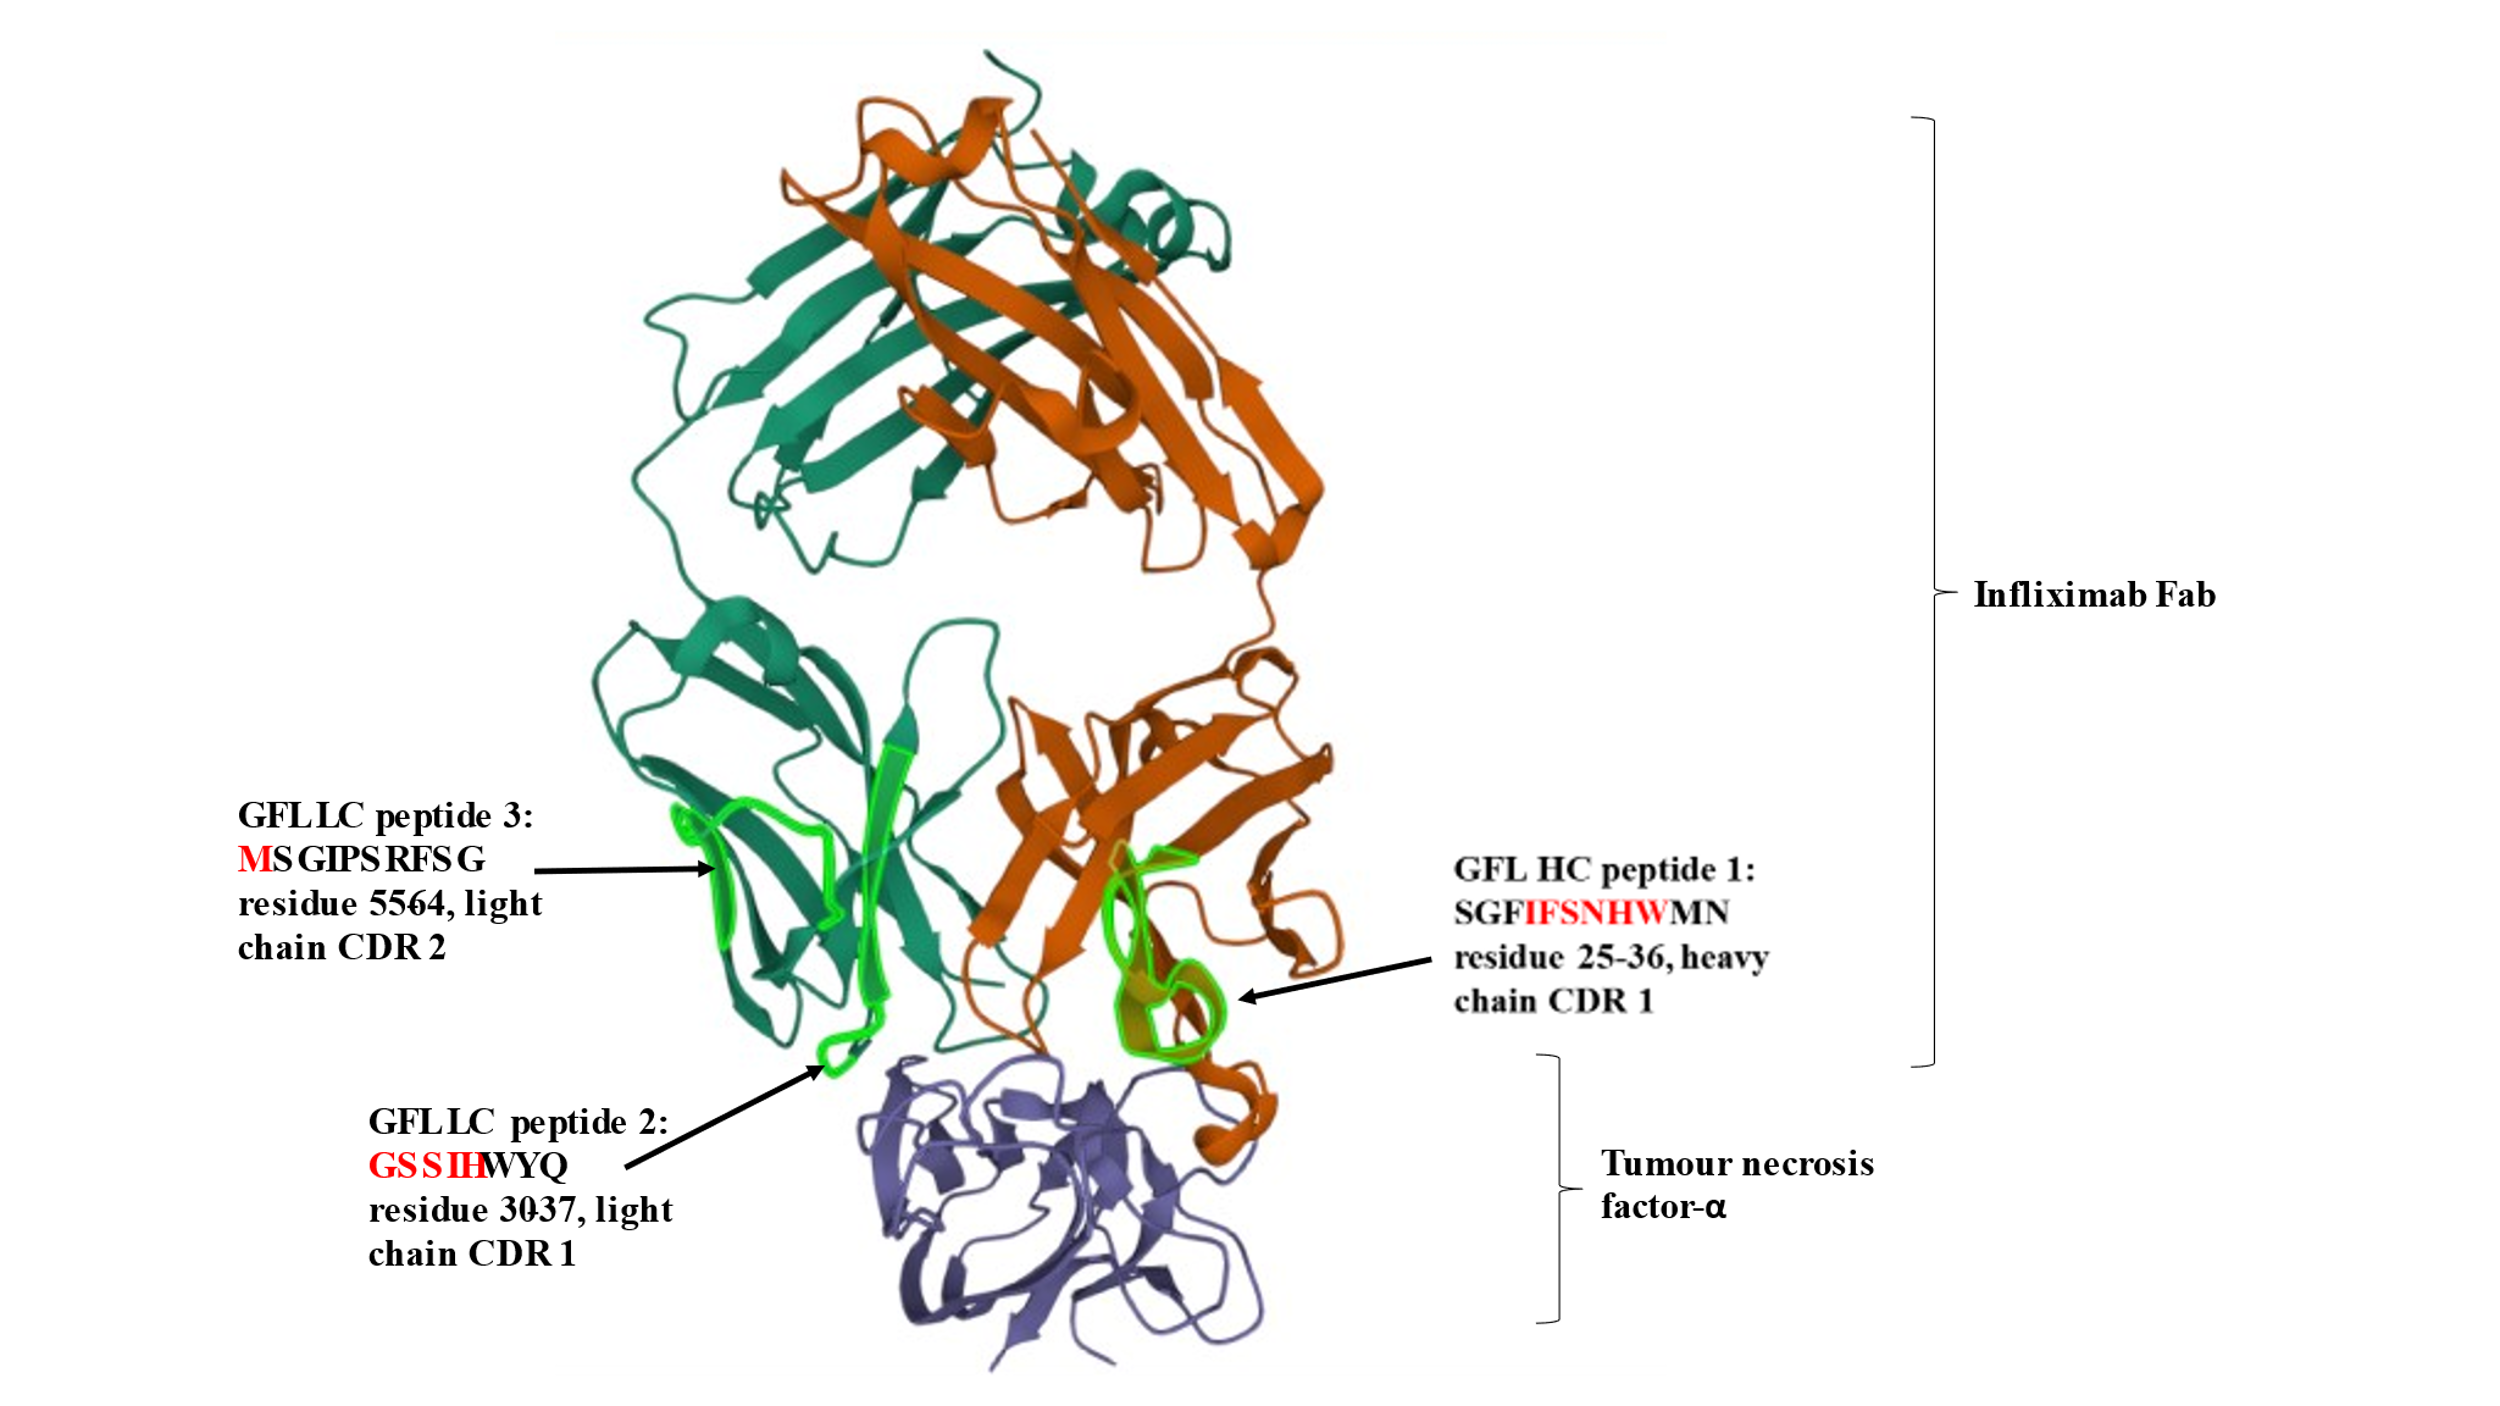 Infliximab Fab
GFL LC peptide 3:
MSGIPSRFSG
residue 55-64, light
chain CDR 2
GFL HC peptide 1:
SGFIFSNHWMN
residue 25-36, heavy
chain CDR 1
GFL LC peptide 2:
GSSIHWYQ
residue 30-37, light
chain CDR 1
Tumour necrosis
factor-α